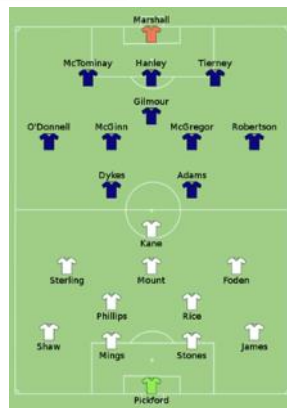 Marshall
McTominay Hanley Tierney
Gilmour
O'Donnell McGinn McGregor Robertson
Dykes Adams
Kane
Sterling Mount Foden
Phillips Rice
Shaw Mings Stones James
Pickford